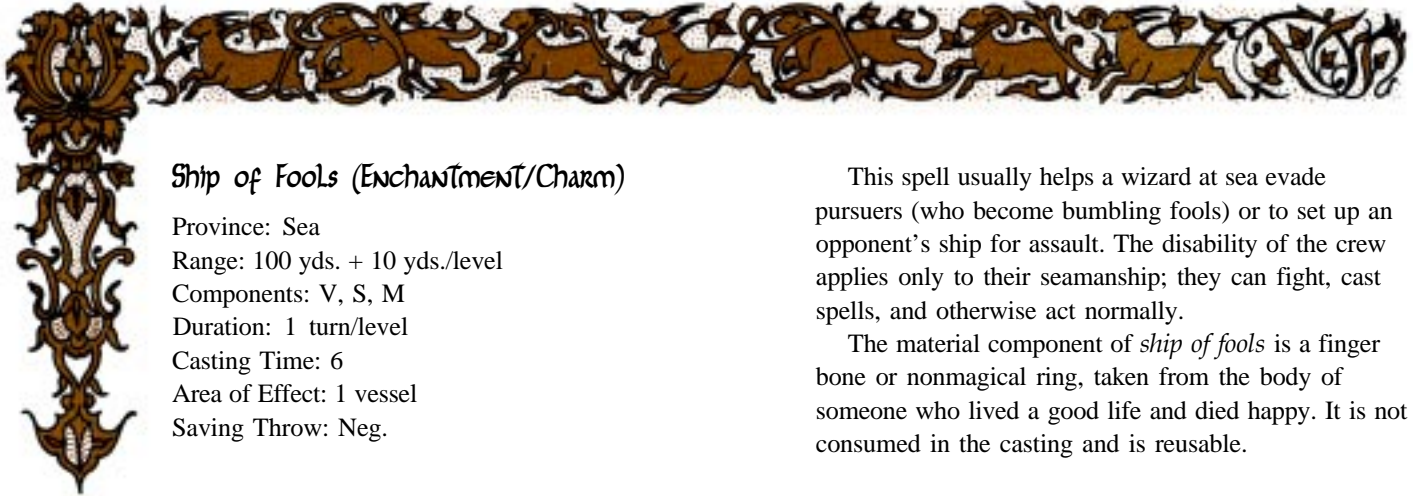 Ship of Fools (Enchantment/Charm)
Province: Sea
Range: 100 yds. + 10 yds./level
Components: V, S, M
Duration: 1 turn/level
Casting Time: 6
Area of Effect: 1 vessel
Saving Throw: Neg.
This spell usually helps a wizard at sea evade
pursuers (who become bumbling fools) or to set up an
opponent's ship for assault. The disability of the crew
applies only to their seamanship; they can fight, cast
spells, and otherwise act normally.
The material component of ship of fools is a finger
bone or nonmagical ring, taken from the body of
someone who lived a good life and died happy. It is not
consumed in the casting and is reusable.